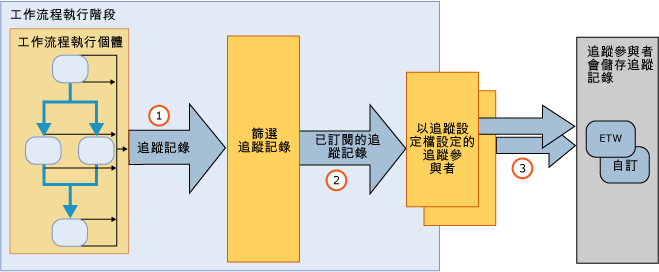 工作流程執行階段
工作流程執行個體
1
追蹤記錄
篩選
追蹤記錄
已訂閱的追
蹤記錄
2
以追蹤設
定檔設定的
追蹤參
與者
3
追蹤參與者
會儲存追蹤
記錄
ETW
自訂